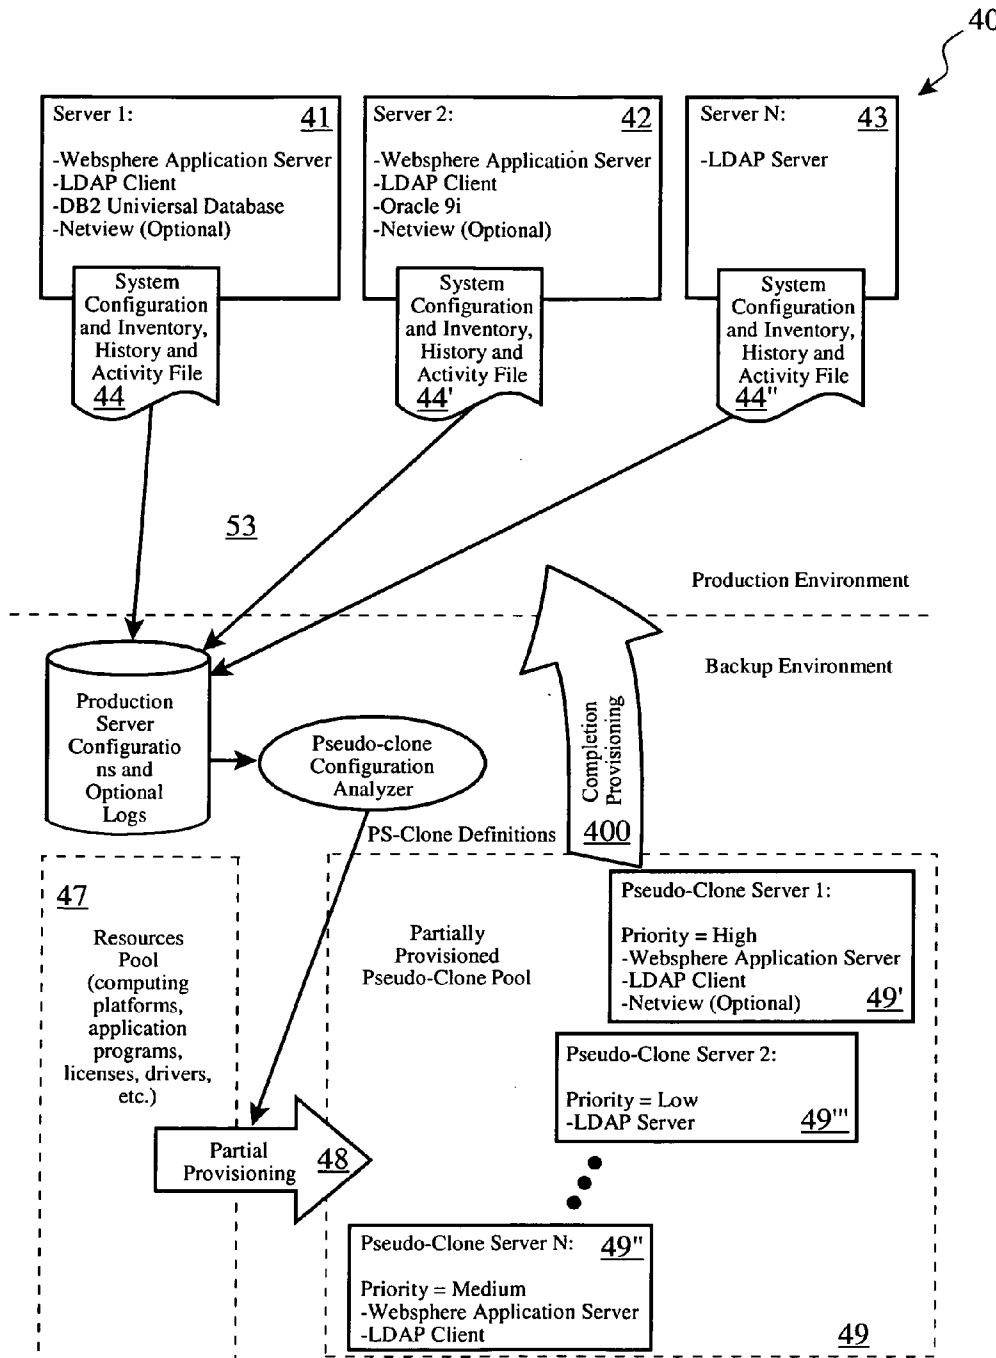 40
Server 1:
41
-Websphere Application Server
-LDAP Client
-DB2 Univiersal Database
-Netview (Optional)
System
Configuration
and Inventory,
History and
Activity File
44
Server 2:
42
-Websphere Application Server
-LDAP Client
-Oracle 9i
-Netview (Optional)
System
Configuration
and Inventory,
History and
Activity File
44'
Server N:
43
-LDAP Server
System
Configuration
and Inventory,
History and
Activity File
44"
53
Production Environment
Backup Environment
Production
Server
Configuratio
ns and
Optional
Logs
Pseudo-clone
Configuration
Analyzer
PS-Clone Definitions
Completion
Provisioning
400
47
Resources
Pool
(computing
platforms,
application
programs,
licenses, drivers,
etc.)
Partial
Provisioning
48
Partially
Provisioned
Pseudo-Clone Pool
Pseudo-Clone Server 1:
Priority = High
-Websphere Application Server
-LDAP Client
-Netview (Optional)
49'
Pseudo-Clone Server 2:
Priority = Low
-LDAP Server
49'''
Pseudo-Clone Server N:
49"
Priority = Medium
-Websphere Application Server
-LDAP Client
49